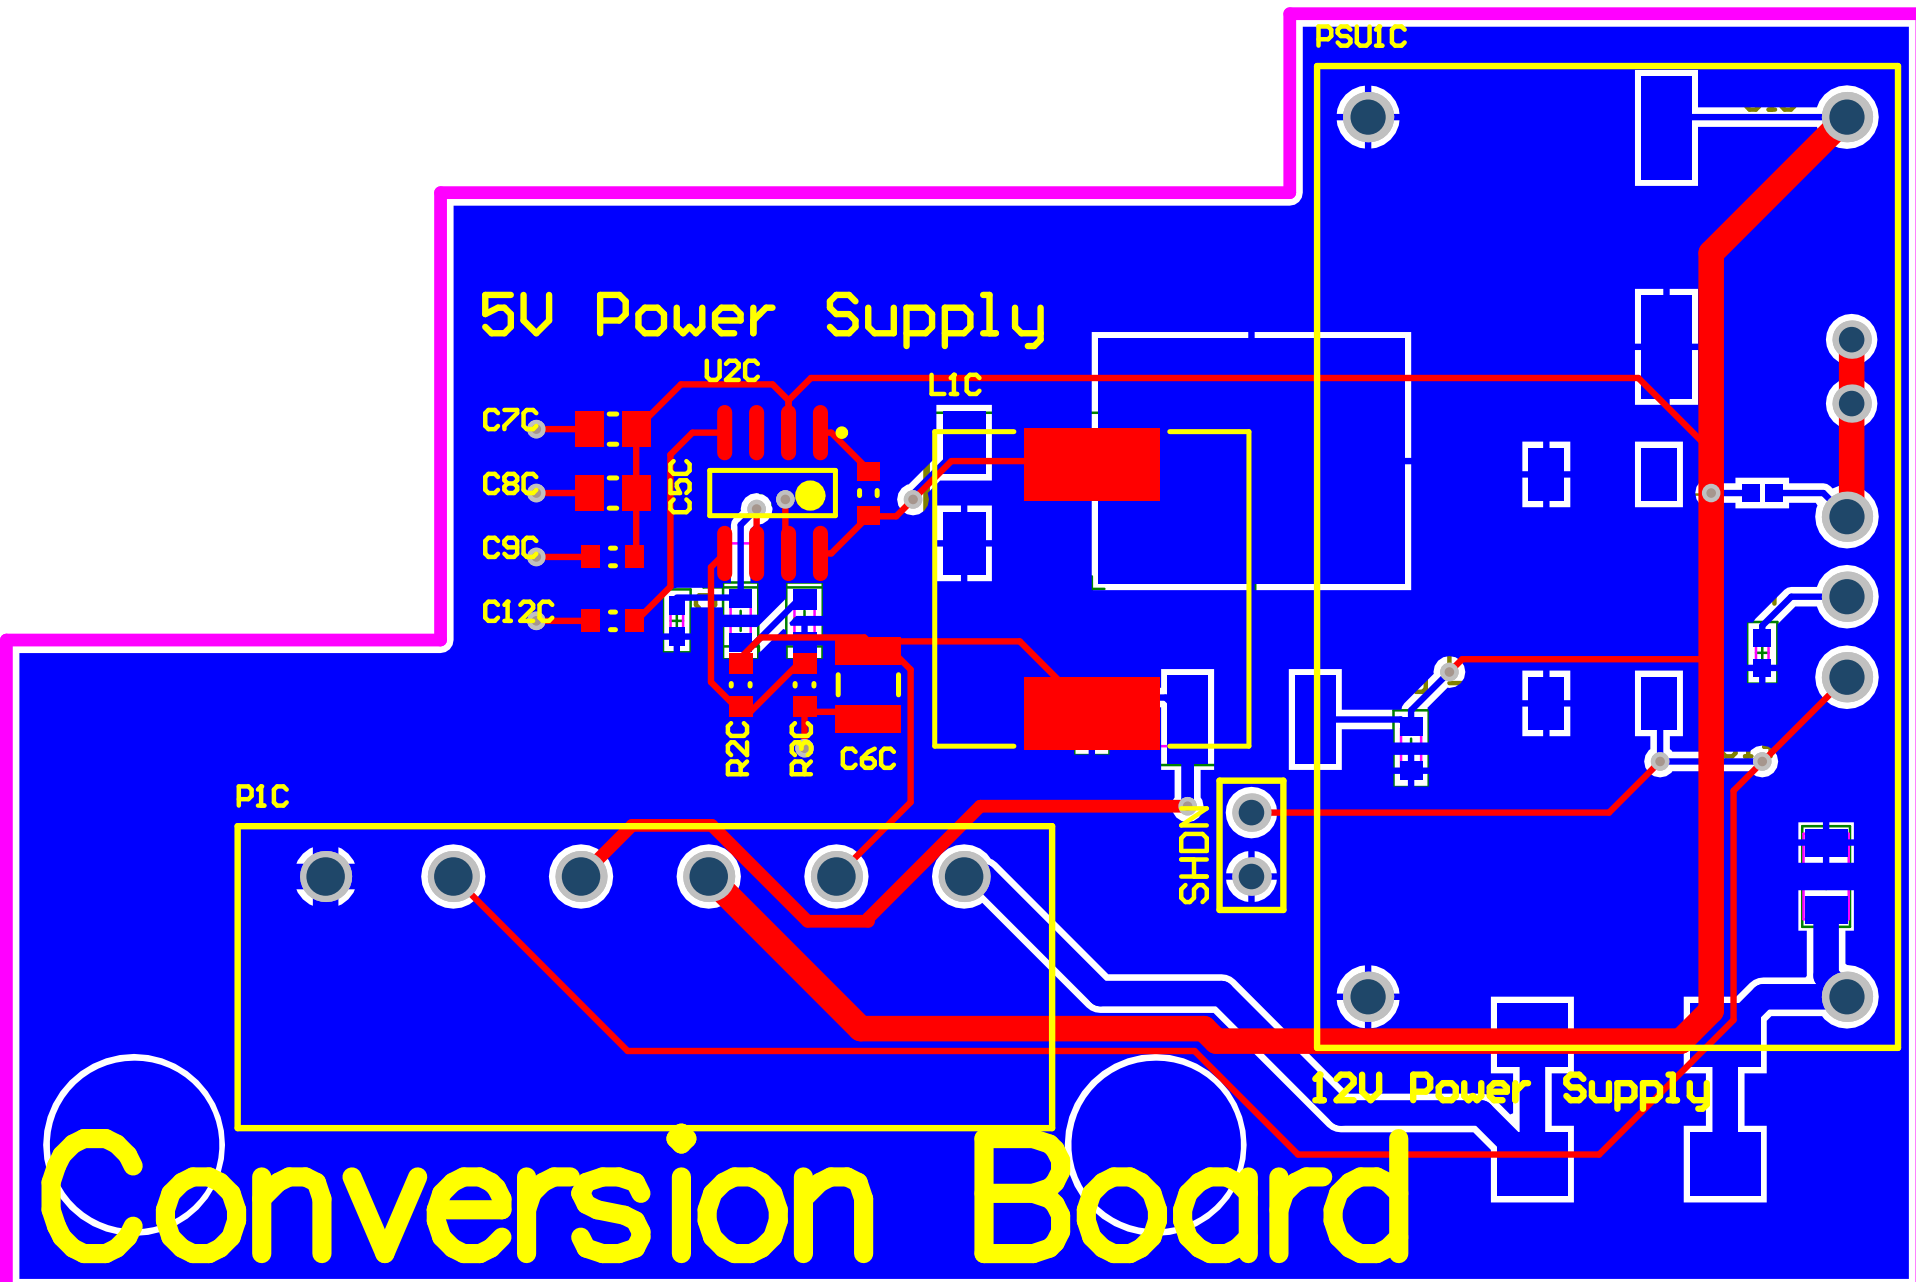 PSU1C
5V Power Supply
U2C
L1C
C7C
C5C
C8C
C9C
C12C
R2C
R3C
C6C
P1C
SHDN
12V Power Supply
Conversion Board